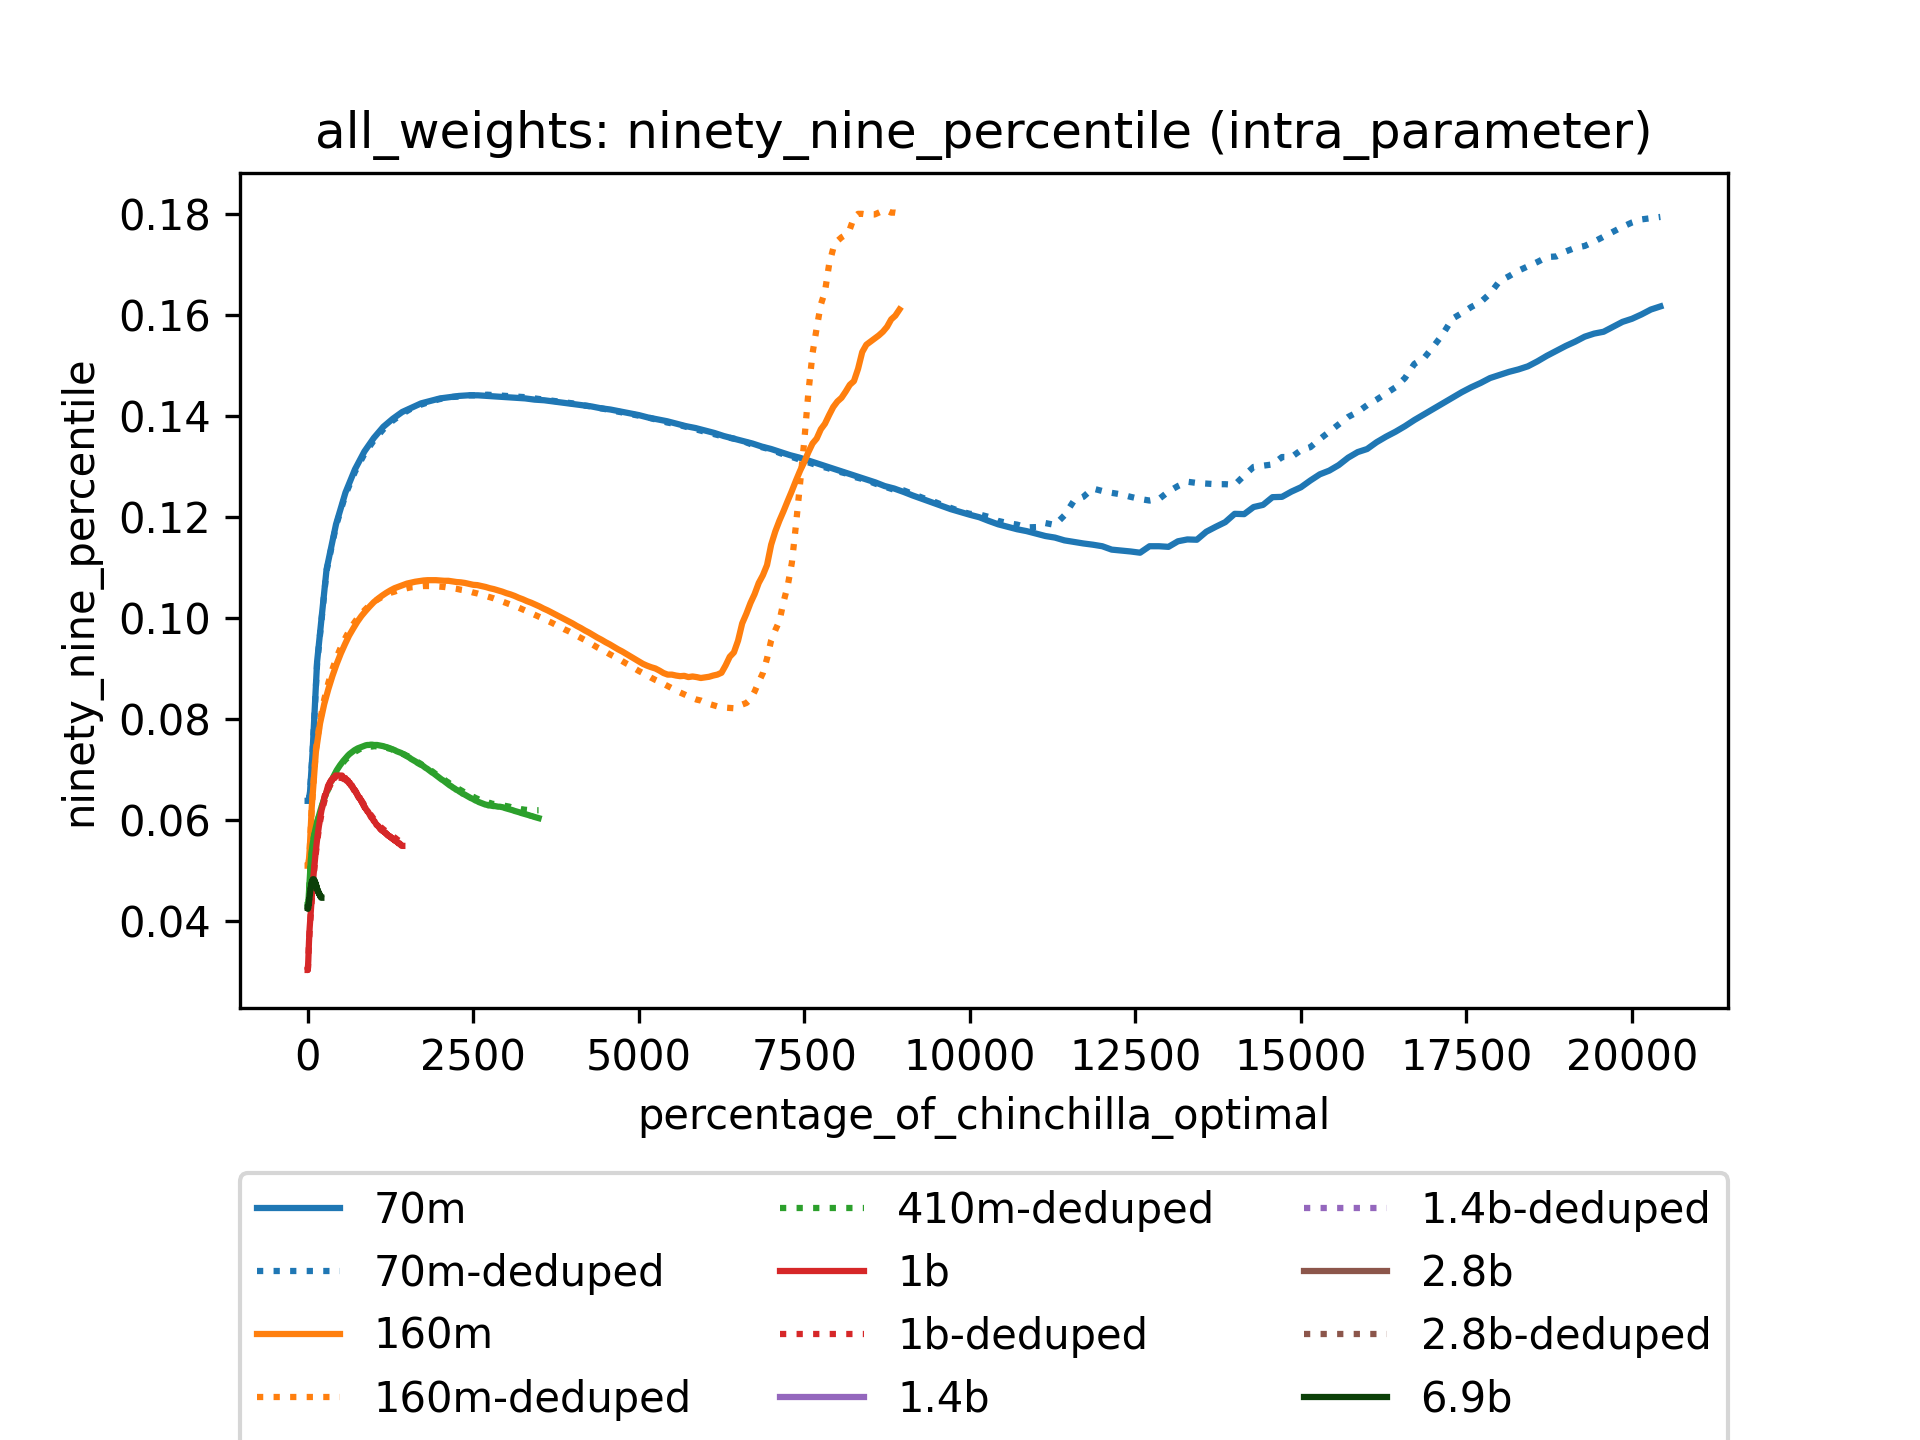 all_weights: ninety_nine_percentile (intra_parameter)
ninety_nine_percentile
0.18
0.16
0.14
0.12
0.10
0.08
0.06
0.04
0 2500 5000 7500 10000 12500 15000 17500 20000
percentage_of_chinchilla_optimal
70m 410m-deduped 1.4b-deduped
70m-deduped 1b 2.8b
160m 1b-deduped 2.8b-deduped
160m-deduped 1.4b 6.9b